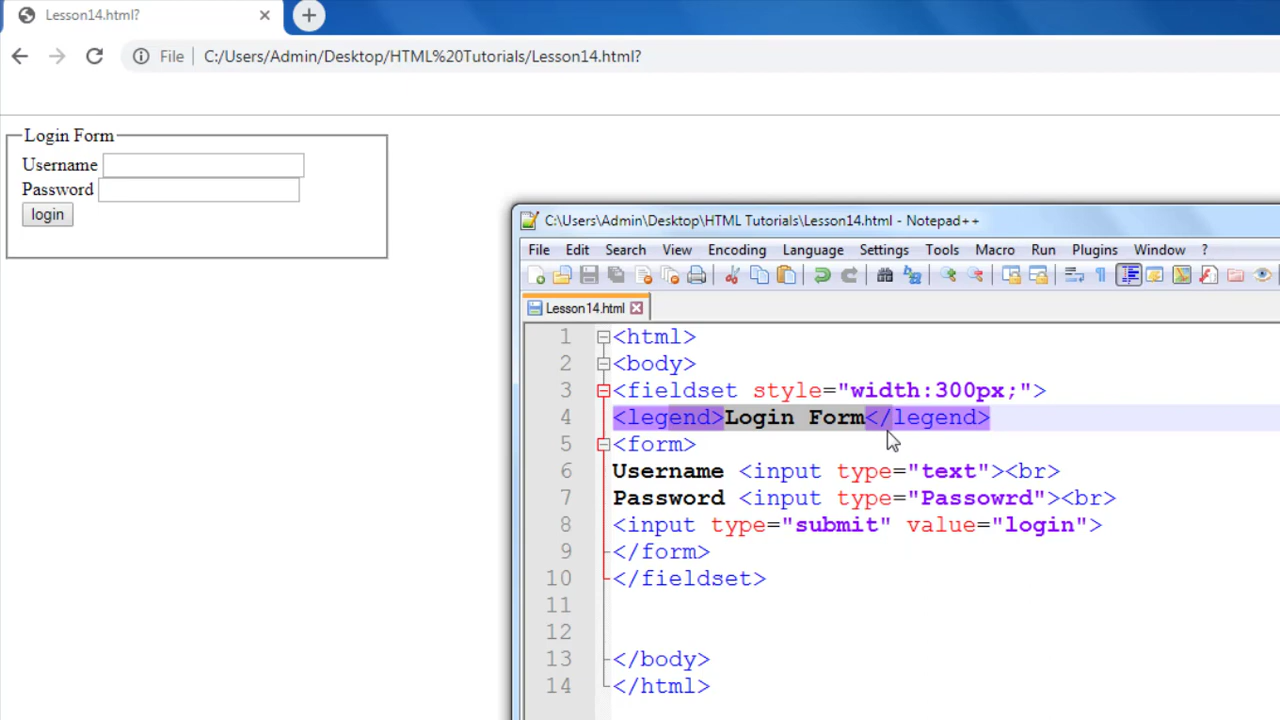 Lesson14.html?
File C:/Users/Admin/Desktop/HTML%20Tutorials/Lesson14.html?
Login Form
Username
Password
login
C:\Users\Admin\Desktop\HTML Tutorials\Lesson14.html - Notepad++
File Edit Search View Encoding Language Settings Tools Macro Run Plugins Window ?
Lesson14.html
1 <html>
2 <body>
3 <fieldset style="width:300px;">
4 <legend>Login Form</legend>
5 <form>
6 Username <input type="text"><br>
7 Password <input type="Passowrd"><br>
8 <input type="submit" value="login">
9 </form>
10 </fieldset>
11
12
13 </body>
14 </html>